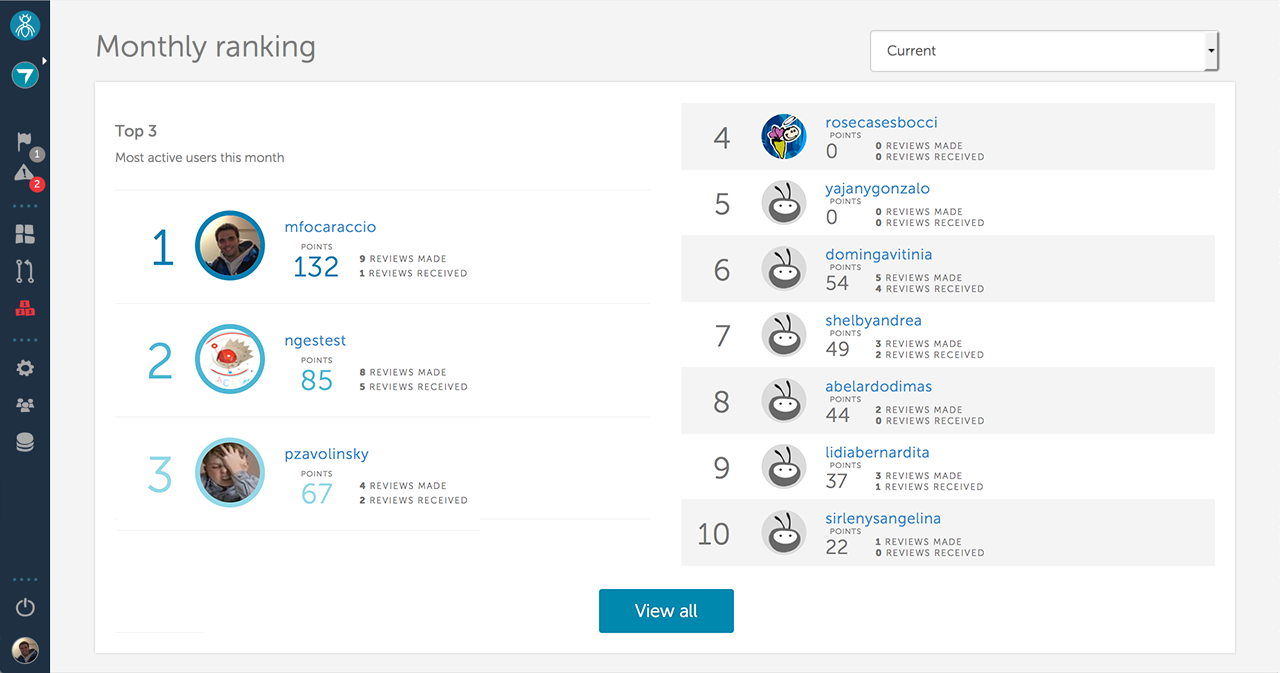 Monthly ranking
Current
1
2
Top 3
Most active users this month
1
mfocaraccio
POINTS
132
9 REVIEWS MADE
1 REVIEWS RECEIVED
2
ngestest
POINTS
85
8 REVIEWS MADE
5 REVIEWS RECEIVED
3
pzavolinsky
POINTS
67
4 REVIEWS MADE
2 REVIEWS RECEIVED
4
rosecasesbocci
POINTS
0
0 REVIEWS MADE
0 REVIEWS RECEIVED
5
yajanygonzalo
POINTS
0
0 REVIEWS MADE
0 REVIEWS RECEIVED
6
domingavitinia
POINTS
54
5 REVIEWS MADE
4 REVIEWS RECEIVED
7
shelbyandrea
POINTS
49
3 REVIEWS MADE
2 REVIEWS RECEIVED
8
abelardodimas
POINTS
44
2 REVIEWS MADE
0 REVIEWS RECEIVED
9
lidiabernardita
POINTS
37
3 REVIEWS MADE
1 REVIEWS RECEIVED
10
sirlenysangelina
POINTS
22
1 REVIEWS MADE
0 REVIEWS RECEIVED
View all